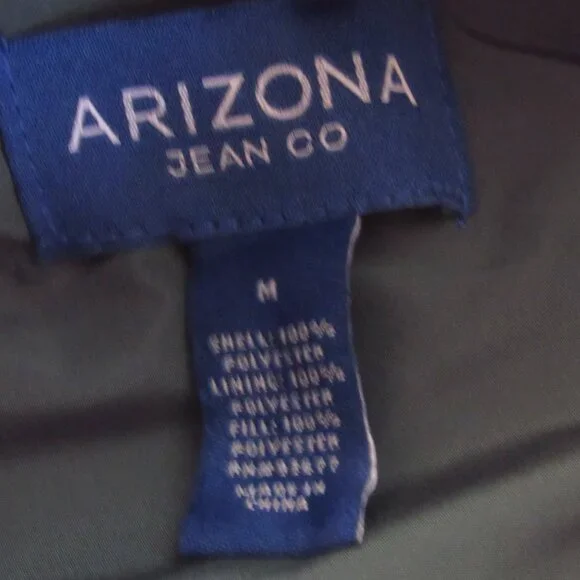 ARIZONA
JEAN CO
M
SHELL: 100%
POLYESTER
LINING: 100%
POLYESTER
FILL: 100%
POLYESTER
MADE IN
CHINA